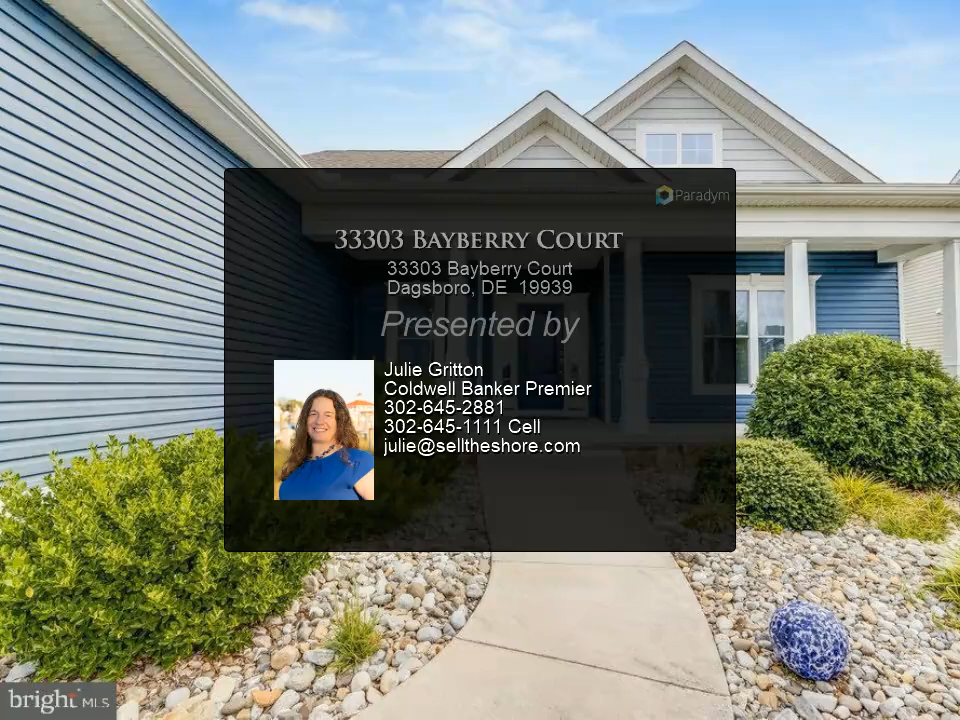 Paradym
33303 Bayberry Court
33303 Bayberry Court
Dagsboro, DE 19939
Presented by
Julie Gritton
Coldwell Banker Premier
302-645-2881
302-645-1111 Cell
julie@selltheshore.com
bright MLS